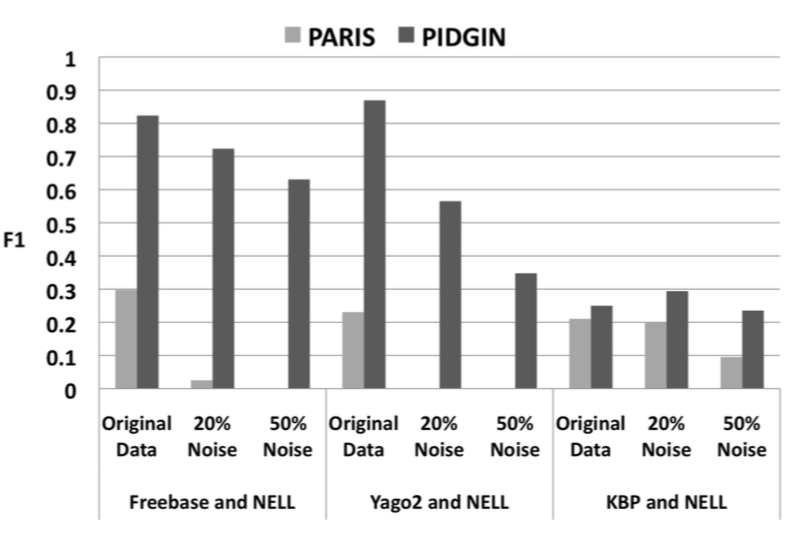 PARIS PIDGIN
1
0.9
0.8
0.7
0.6
0.5
0.4
0.3
0.2
0.1
0
F1
Original Data 20% Noise 50% Noise Original Data 20% Noise 50% Noise Original Data 20% Noise 50% Noise
Freebase and NELL Yago2 and NELL KBP and NELL